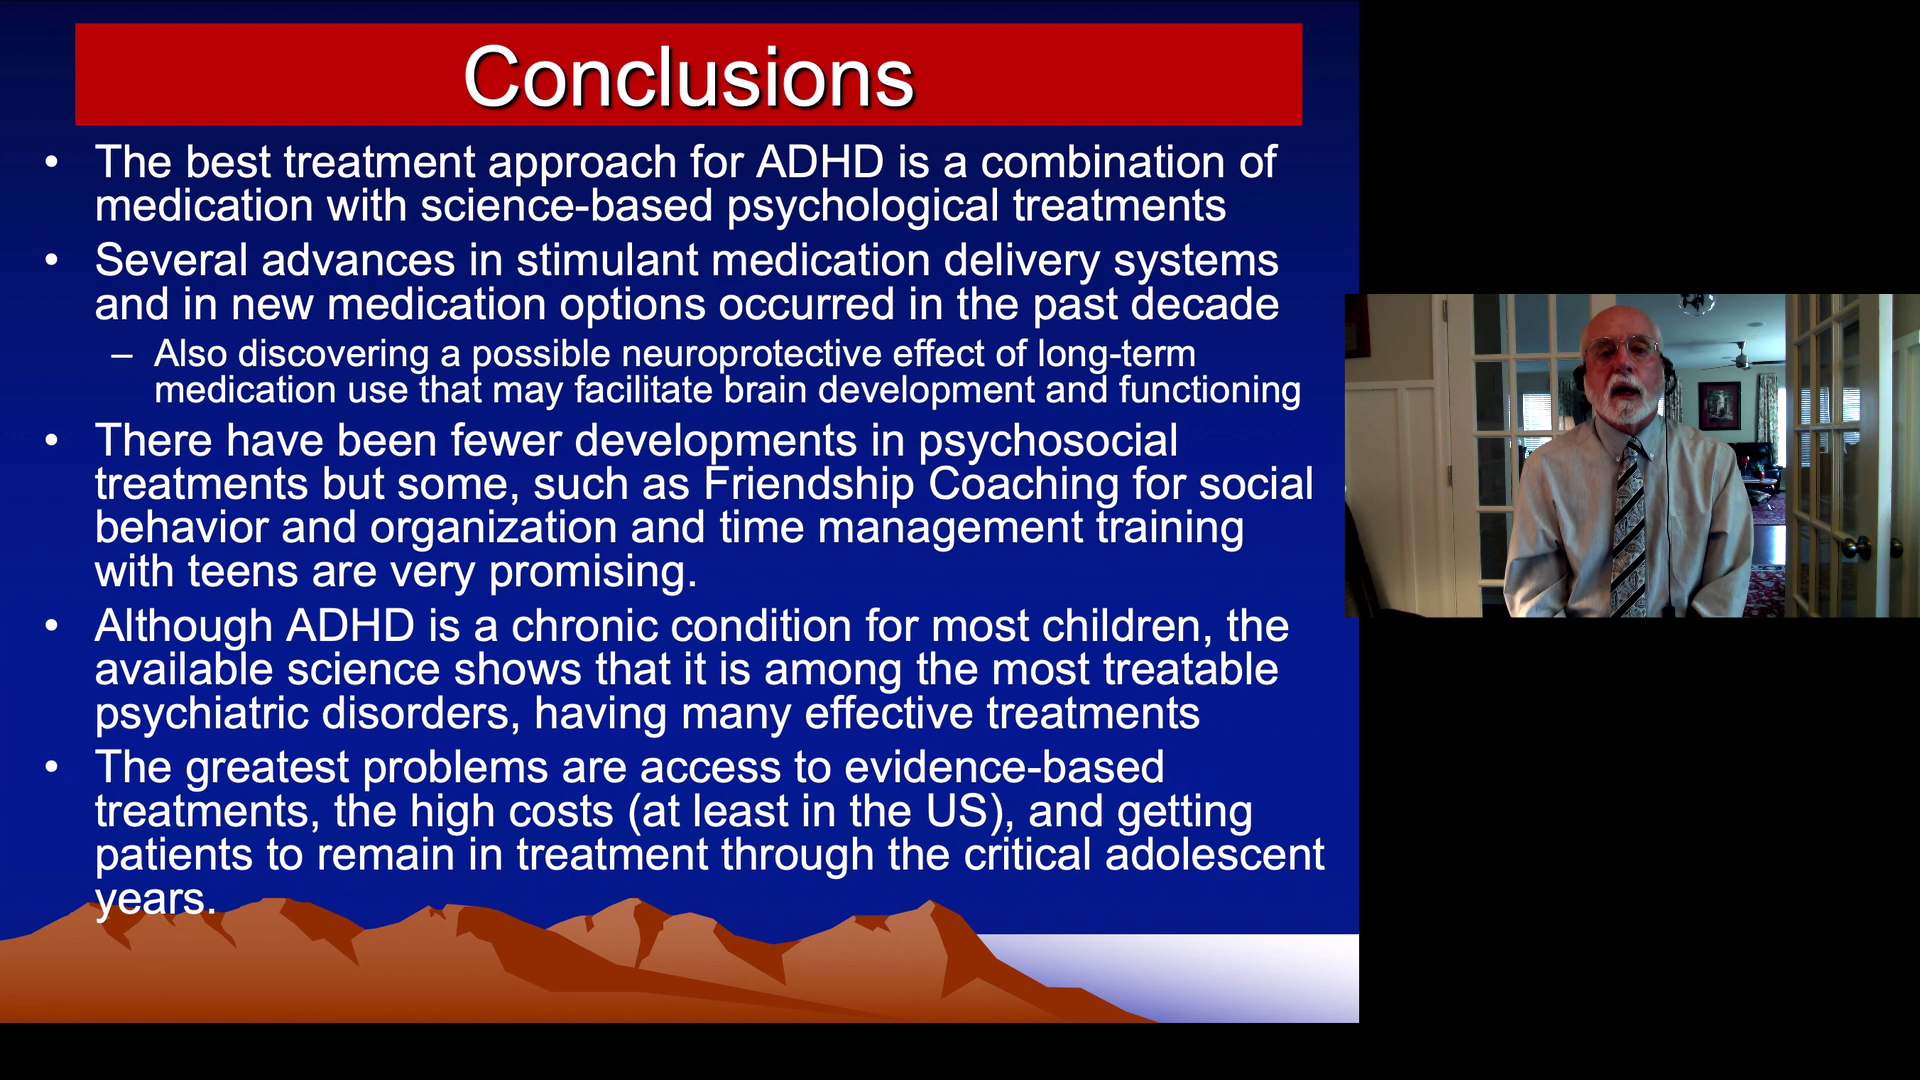 Conclusions
• The best treatment approach for ADHD is a combination of
medication with science-based psychological treatments
• Several advances in stimulant medication delivery systems
and in new medication options occurred in the past decade
– Also discovering a possible neuroprotective effect of long-term
medication use that may facilitate brain development and functioning
• There have been fewer developments in psychosocial
treatments but some, such as Friendship Coaching for social
behavior and organization and time management training
with teens are very promising.
• Although ADHD is a chronic condition for most children, the
available science shows that it is among the most treatable
psychiatric disorders, having many effective treatments
• The greatest problems are access to evidence-based
treatments, the high costs (at least in the US), and getting
patients to remain in treatment through the critical adolescent
years.